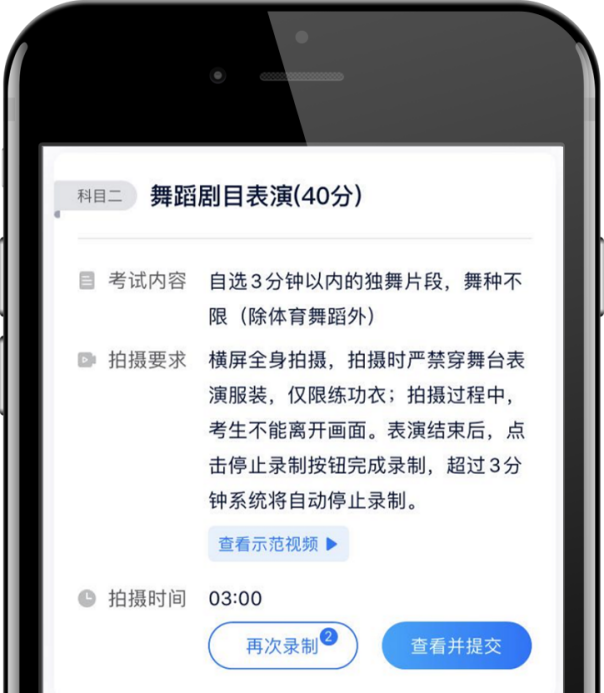 科目二 舞蹈剧目表演(40分)
考试内容 自选3分钟以内的独舞片段，舞种不
限（除体育舞蹈外）
拍摄要求 横屏全身拍摄，拍摄时严禁穿舞台表
演服装，仅限练功衣；拍摄过程中，
考生不能离开画面。表演结束后，点
击停止录制按钮完成录制，超过3分
钟系统将自动停止录制。
查看示范视频
拍摄时间 03:00
再次录制 2 查看并提交